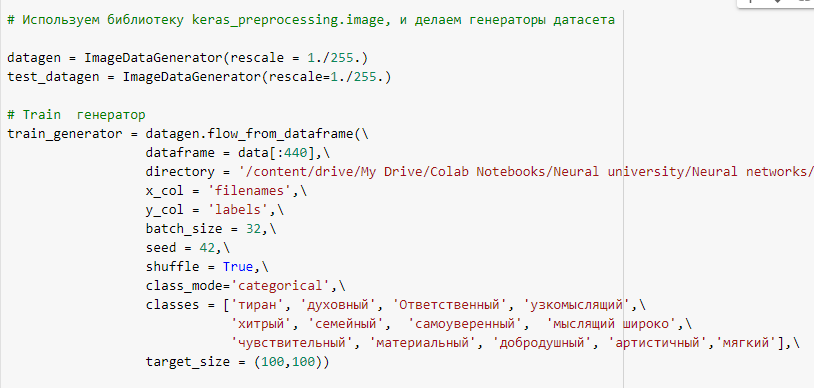 # Используем библиотеку keras_preprocessing.image, и делаем генераторы датасета
datagen = ImageDataGenerator(rescale = 1./255.)
test_datagen = ImageDataGenerator(rescale=1./255.)
# Train  генератор
train_generator = datagen.flow_from_dataframe(\
dataframe = data[:440],\
directory = '/content/drive/My Drive/Colab Notebooks/Neural university/Neural networks/
x_col = 'filenames',\
y_col = 'labels',\
batch_size = 32,\
seed = 42,\
shuffle = True,\
class_mode='categorical',\
classes = ['тиран', 'духовный', 'Ответственный', 'узкомыслящий',\
'хитрый', 'семейный',  'самоуверенный',  'мыслящий широко',\
'чувствительный', 'материальный', 'добродушный', 'артистичный','мягкий'],\
target_size = (100,100))